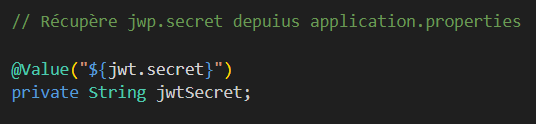 // Récupère jwp.secret depuius application.properties
@Value("${jwt.secret}")
private String jwtSecret;